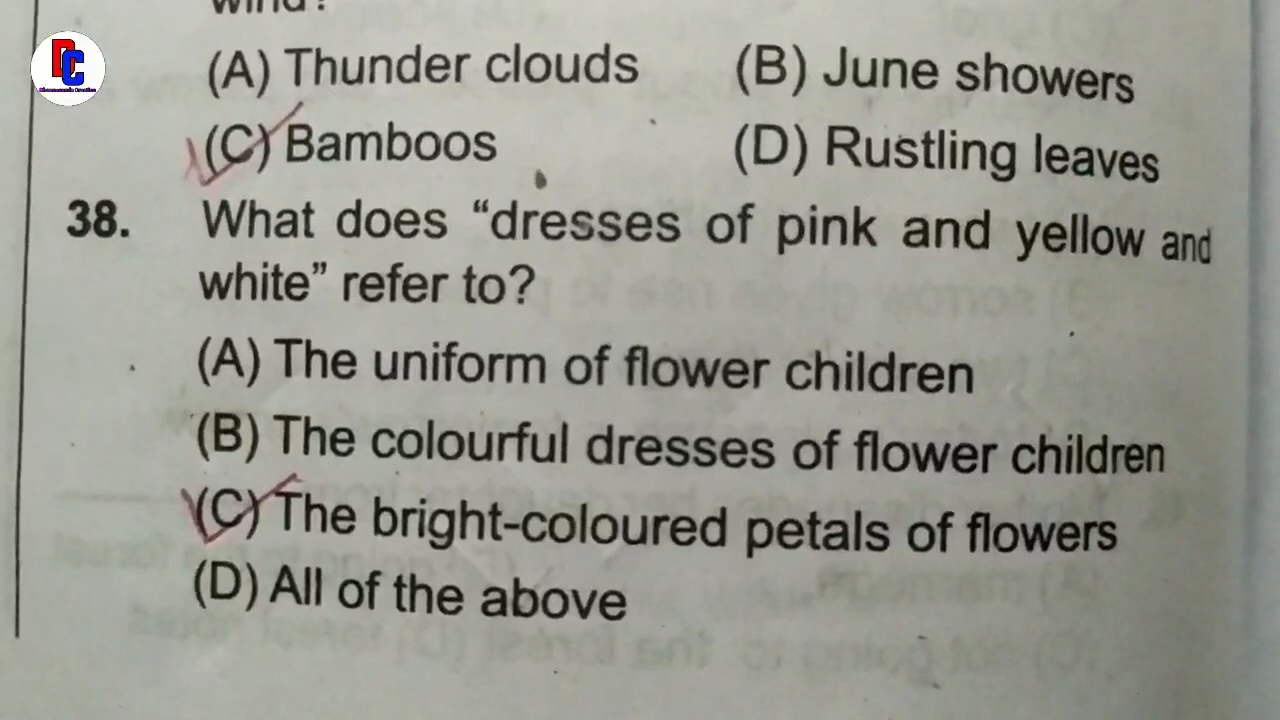 wind?
DC
(A) Thunder clouds (B) June showers
(C) Bamboos (D) Rustling leaves
38. What does “dresses of pink and yellow and
white” refer to?
(A) The uniform of flower children
(B) The colourful dresses of flower children
(C) The bright-coloured petals of flowers
(D) All of the above